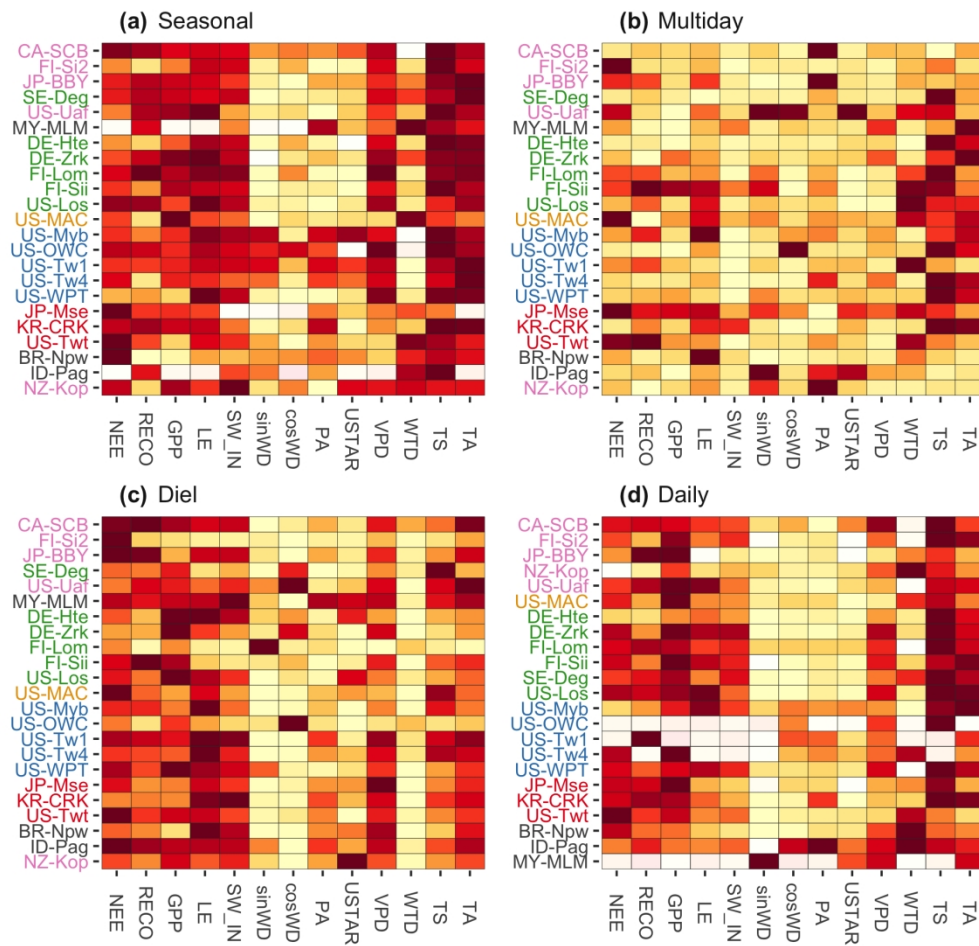 (a) Seasonal
(b) Multiday
CA-SCB
FI-Si2
JP-BBY
SE-Deg
US-Uaf
MY-MLM
DE-Hte
DE-Zrk
FI-Lom
FI-Sii
US-Los
US-MAC
US-Myb
US-OWC
US-Tw1
US-Tw4
US-WPT
JP-Mse
KR-CRK
US-Twt
BR-Npw
ID-Pag
NZ-Kop
CA-SCB
FI-Si2
JP-BBY
SE-Deg
US-Uaf
MY-MLM
DE-Hte
DE-Zrk
FI-Lom
FI-Sii
US-Los
US-MAC
US-Myb
US-OWC
US-Tw1
US-Tw4
US-WPT
JP-Mse
KR-CRK
US-Twt
BR-Npw
ID-Pag
NZ-Kop
NEE RECO GPP LE SW_IN sinWD cosWD PA USTAR VPD WTD TS TA
NEE RECO GPP LE SW_IN sinWD cosWD PA USTAR VPD WTD TS TA
(c) Diel
(d) Daily
CA-SCB
FI-Si2
JP-BBY
SE-Deg
US-Uaf
MY-MLM
DE-Hte
DE-Zrk
FI-Lom
FI-Sii
US-Los
US-MAC
US-Myb
US-OWC
US-Tw1
US-Tw4
US-WPT
JP-Mse
KR-CRK
US-Twt
BR-Npw
ID-Pag
NZ-Kop
CA-SCB
FI-Si2
JP-BBY
NZ-Kop
US-Uaf
US-MAC
DE-Hte
DE-Zrk
FI-Lom
FI-Sii
SE-Deg
US-Los
US-Myb
US-OWC
US-Tw1
US-Tw4
US-WPT
JP-Mse
KR-CRK
US-Twt
BR-Npw
ID-Pag
MY-MLM
NEE RECO GPP LE SW_IN sinWD cosWD PA USTAR VPD WTD TS TA
NEE RECO GPP LE SW_IN sinWD cosWD PA USTAR VPD WTD TS TA